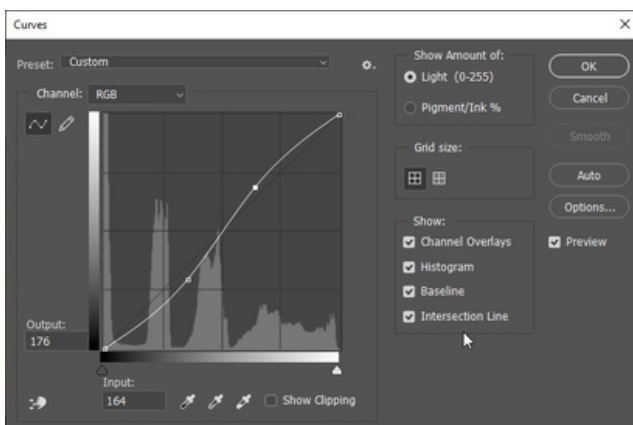 Curves
Preset: Custom
Channel: RGB
Output:
176
Input:
164
Show Clipping
Show Amount of:
Light (0-255)
Pigment/Ink %
Grid size:
Show:
Channel Overlays
Histogram
Baseline
Intersection Line
OK
Cancel
Smooth
Auto
Options...
Preview